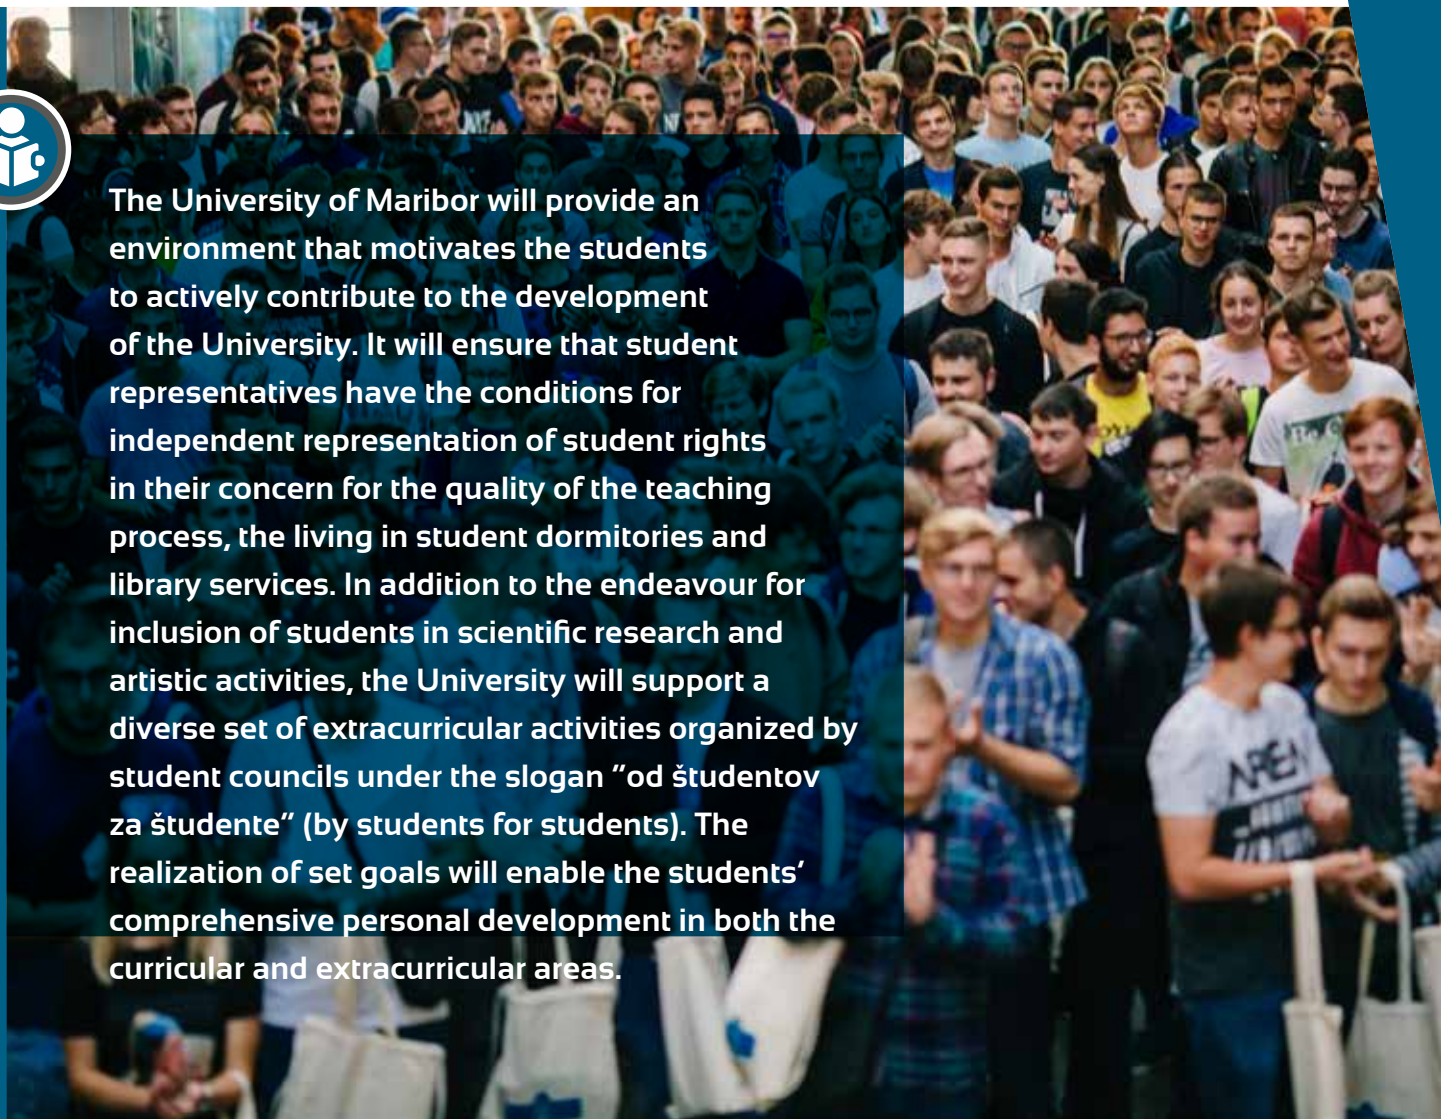 The University of Maribor will provide an
environment that motivates the students
to actively contribute to the development
of the University. It will ensure that student
representatives have the conditions for
independent representation of student rights
in their concern for the quality of the teaching
process, the living in student dormitories and
library services. In addition to the endeavour for
inclusion of students in scientific research and
artistic activities, the University will support a
diverse set of extracurricular activities organized by
student councils under the slogan “od študentov
za študente” (by students for students). The
realization of set goals will enable the students’
comprehensive personal development in both the
curricular and extracurricular areas.
AREA